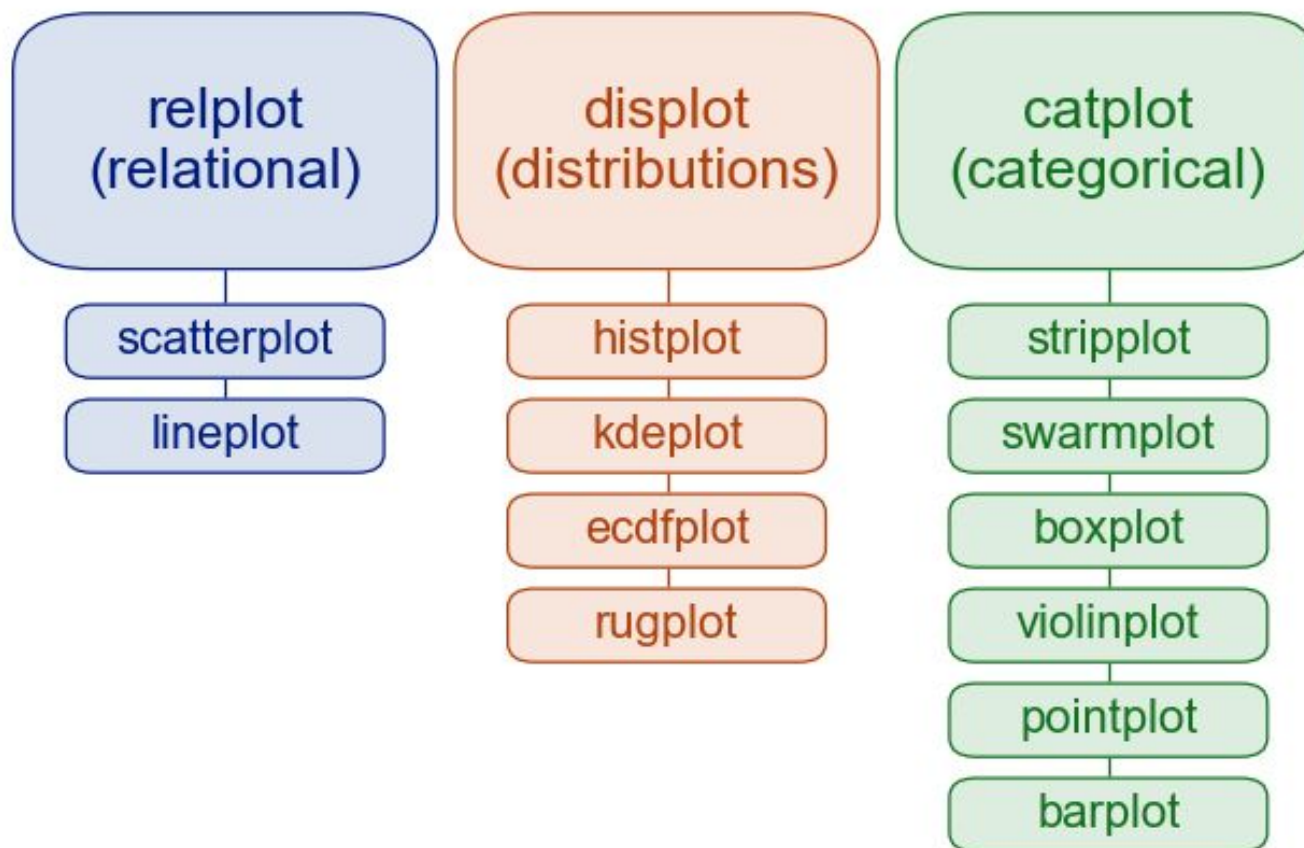 relplot
(relational)
scatterplot
lineplot
displot
(distributions)
histplot
kdeplot
ecdfplot
rugplot
catplot
(categorical)
stripplot
swarmplot
boxplot
violinplot
pointplot
barplot